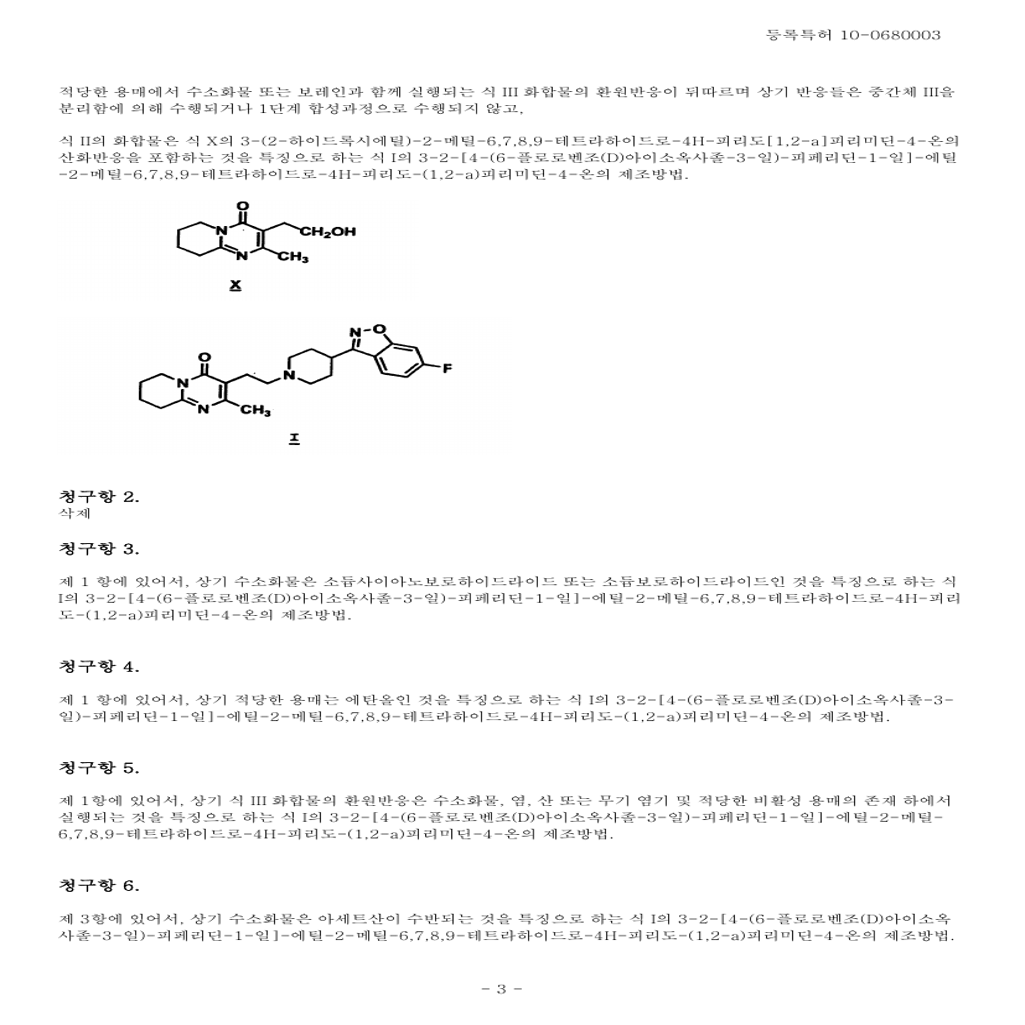 등록특허 10-0680003
적당한 용매에서 수소화물 또는 보레인과 함께 실행되는 식 III 화합물의 환원반응이 뒤따르며 상기 반응들은 중간체 III을
분리함에 의해 수행되거나 1단계 합성과정으로 수행되지 않고,
식 II의 화합물은 식 X의 3-(2-하이드록시에틸)-2-메틸-6,7,8,9-테트라하이드로-4H-피리도[1,2-a]피리미딘-4-온의
산화반응을 포함하는 것을 특징으로 하는 식 I의 3-2-[4-(6-플로로벤조(D)아이소옥사졸-3-일)-피페리딘-1-일]-에틸
-2-메틸-6,7,8,9-테트라하이드로-4H-피리도-(1,2-a)피리미딘-4-온의 제조방법.
O
N
CH2OH
N
CH3
X
N
O
O
N
N
F
N
CH3
I
청구항 2.
삭제
청구항 3.
제 1 항에 있어서, 상기 수소화물은 소듐사이아노보로하이드라이드 또는 소듐보로하이드라이드인 것을 특징으로 하는 식
I의 3-2-[4-(6-플로로벤조(D)아이소옥사졸-3-일)-피페리딘-1-일]-에틸-2-메틸-6,7,8,9-테트라하이드로-4H-피리
도-(1,2-a)피리미딘-4-온의 제조방법.
청구항 4.
제 1 항에 있어서, 상기 적당한 용매는 에탄올인 것을 특징으로 하는 식 I의 3-2-[4-(6-플로로벤조(D)아이소옥사졸-3-
일)-피페리딘-1-일]-에틸-2-메틸-6,7,8,9-테트라하이드로-4H-피리도-(1,2-a)피리미딘-4-온의 제조방법.
청구항 5.
제 1항에 있어서, 상기 식 III 화합물의 환원반응은 수소화물, 염, 산 또는 무기 염기 및 적당한 비활성 용매의 존재 하에서
실행되는 것을 특징으로 하는 식 I의 3-2-[4-(6-플로로벤조(D)아이소옥사졸-3-일)-피페리딘-1-일]-에틸-2-메틸-
6,7,8,9-테트라하이드로-4H-피리도-(1,2-a)피리미딘-4-온의 제조방법.
청구항 6.
제 3항에 있어서, 상기 수소화물은 아세트산이 수반되는 것을 특징으로 하는 식 I의 3-2-[4-(6-플로로벤조(D)아이소옥
사졸-3-일)-피페리딘-1-일]-에틸-2-메틸-6,7,8,9-테트라하이드로-4H-피리도-(1,2-a)피리미딘-4-온의 제조방법.
- 3 -